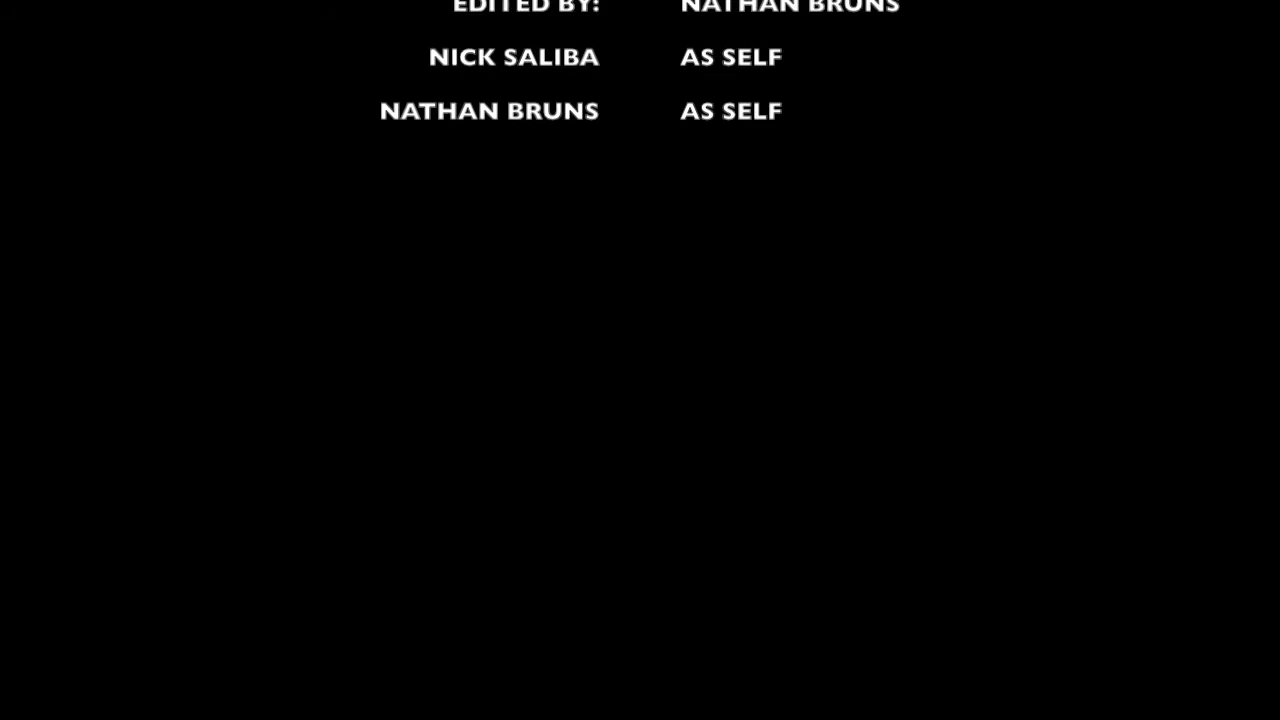 EDITED BY: NATHAN BRUNS
NICK SALIBA AS SELF
NATHAN BRUNS AS SELF